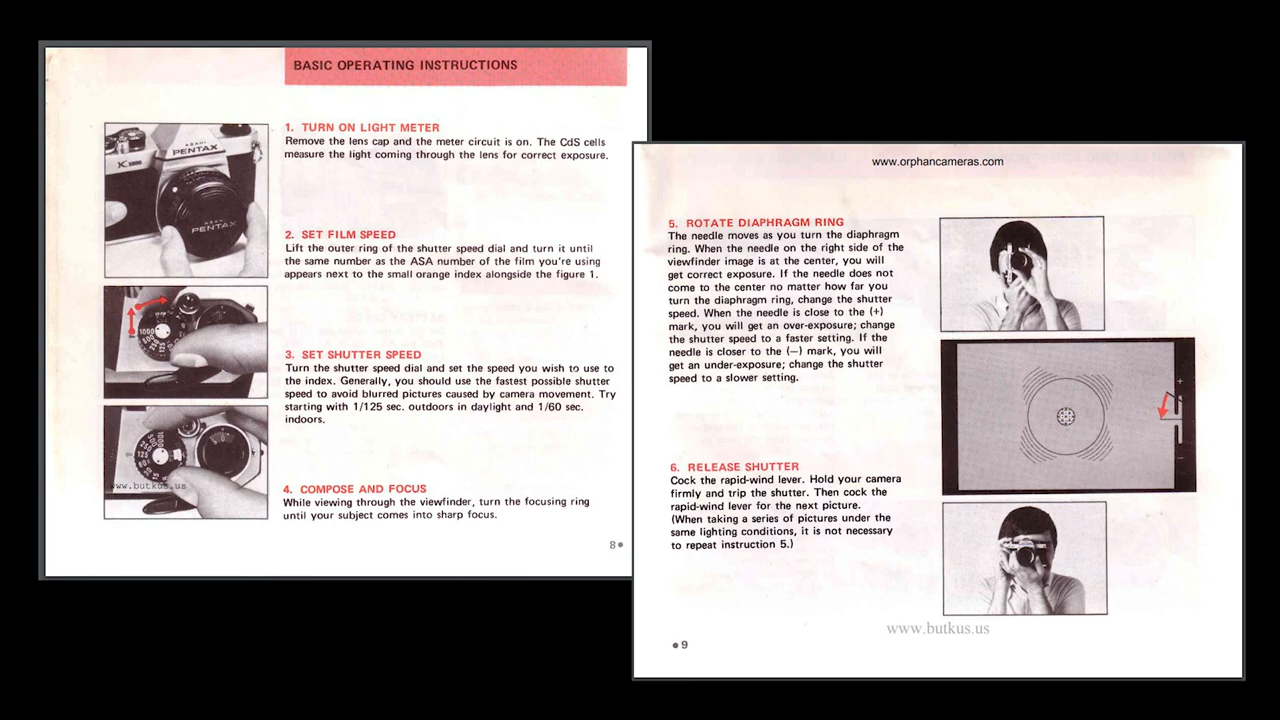 BASIC OPERATING INSTRUCTIONS
ASAHI
PENTAX
K1000
ASAHI
PENTAX
1. TURN ON LIGHT METER
Remove the lens cap and the meter circuit is on. The CdS cells
measure the light coming through the lens for correct exposure.
2. SET FILM SPEED
Lift the outer ring of the shutter speed dial and turn it until
the same number as the ASA number of the film you're using
appears next to the small orange index alongside the figure 1.
1000
3. SET SHUTTER SPEED
Turn the shutter speed dial and set the speed you wish to use to
the index. Generally, you should use the fastest possible shutter
speed to avoid blurred pictures caused by camera movement. Try
starting with 1/125 sec. outdoors in daylight and 1/60 sec.
indoors.
1000
500
125
www.butkus.us
4. COMPOSE AND FOCUS
While viewing through the viewfinder, turn the focusing ring
until your subject comes into sharp focus.
8●
www.orphancameras.com
5. ROTATE DIAPHRAGM RING
The needle moves as you turn the diaphragm
ring. When the needle on the right side of the
viewfinder image is at the center, you will
get correct exposure. If the needle does not
come to the center no matter how far you
turn the diaphragm ring, change the shutter
speed. When the needle is close to the (+)
mark, you will get an over-exposure; change
the shutter speed to a faster setting. If the
needle is closer to the (—) mark, you will
get an under-exposure; change the shutter
speed to a slower setting.
+
–
6. RELEASE SHUTTER
Cock the rapid-wind lever. Hold your camera
firmly and trip the shutter. Then cock the
rapid-wind lever for the next picture.
(When taking a series of pictures under the
same lighting conditions, it is not necessary
to repeat instruction 5.)
www.butkus.us
●9